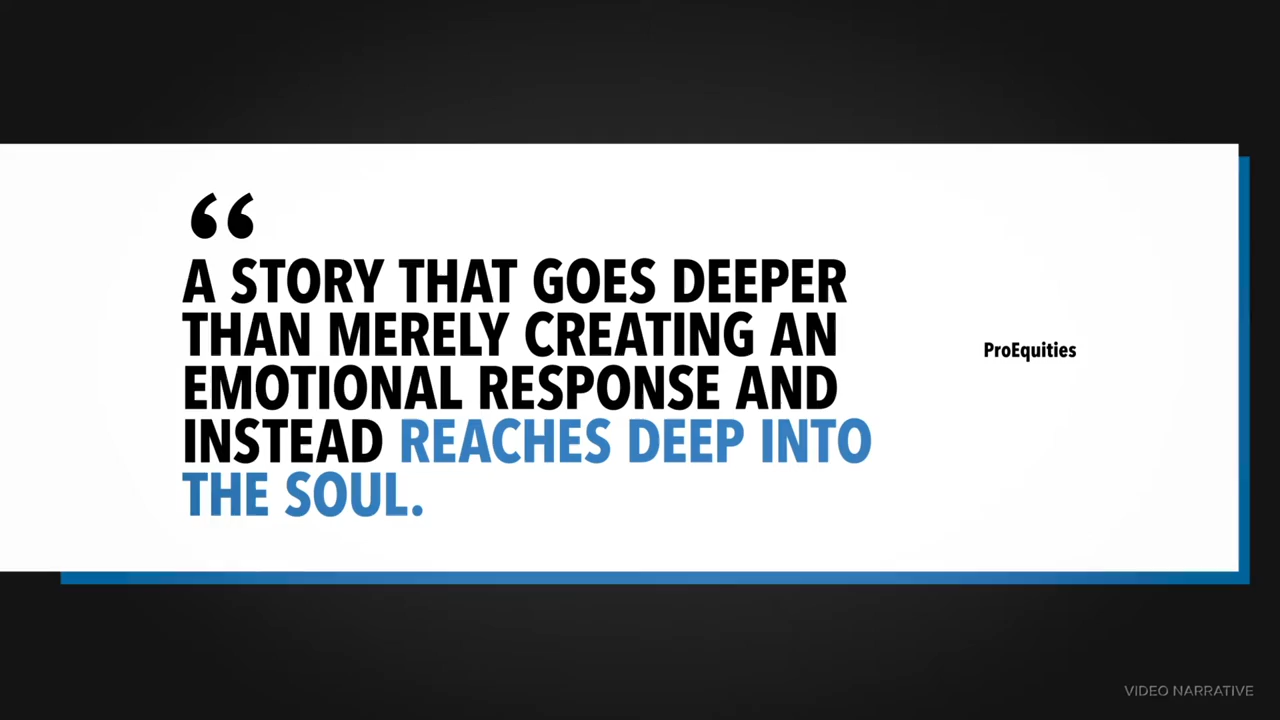 “
A STORY THAT GOES DEEPER
THAN MERELY CREATING AN
EMOTIONAL RESPONSE AND
INSTEAD REACHES DEEP INTO
THE SOUL.
ProEquities
VIDEO NARRATIVE